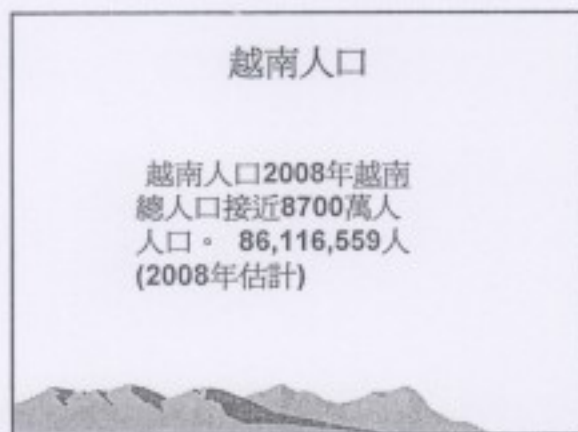 越南人口
越南人口2008年越南
總人口接近8700萬人
人口。 86,116,559人
(2008年估計)